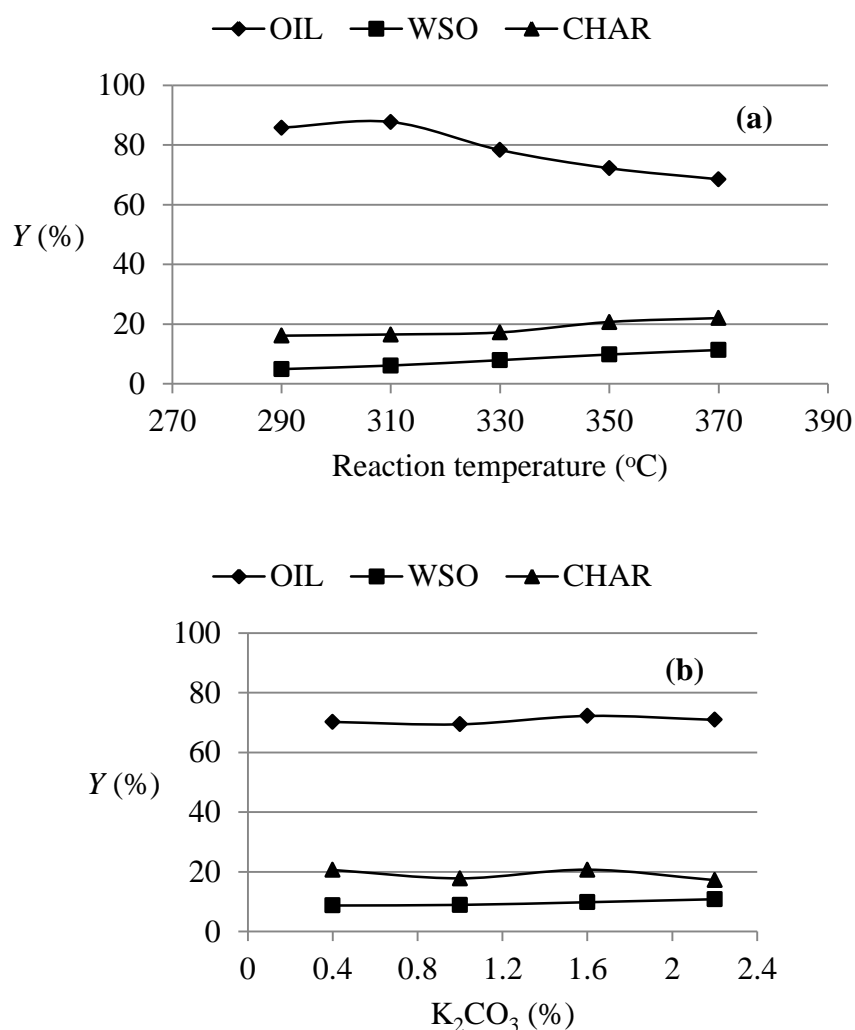 OIL WSO CHAR
100
(a)
80
60
Y (%)
40
20
0
270 290 310 330 350 370 390
Reaction temperature (°C)
OIL WSO CHAR
100
(b)
80
60
Y (%)
40
20
0
0 0.4 0.8 1.2 1.6 2 2.4
K₂CO₃ (%)